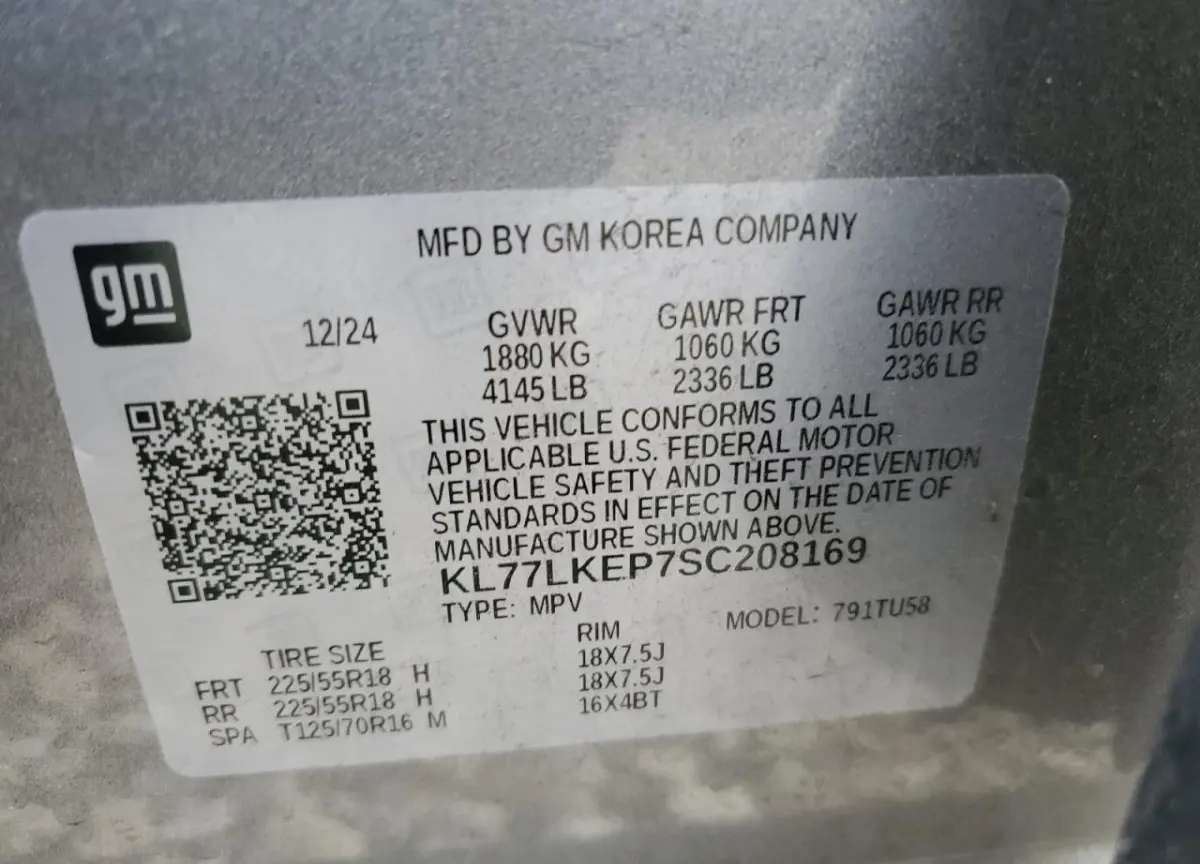 gm
MFD BY GM KOREA COMPANY
12/24
GVWR GAWR FRT GAWR RR
1880 KG 1060 KG 1060 KG
4145 LB 2336 LB 2336 LB
THIS VEHICLE CONFORMS TO ALL
APPLICABLE U.S. FEDERAL MOTOR
VEHICLE SAFETY AND THEFT PREVENTION
STANDARDS IN EFFECT ON THE DATE OF
MANUFACTURE SHOWN ABOVE.
KL77LKEP7SC208169
TYPE: MPV MODEL: 791TU58
TIRE SIZE RIM
FRT 225/55R18 H 18X7.5J
RR 225/55R18 H 18X7.5J
SPA T125/70R16 M 16X4BT